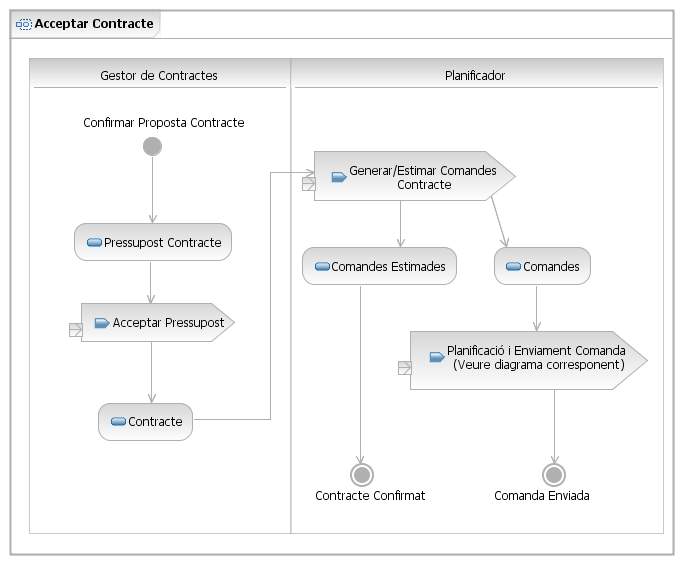 Acceptar Contracte
Gestor de Contractes
Planificador
Confirmar Proposta Contracte
Generar/Estimar Comandes
Contracte
Pressupost Contracte
Comandes Estimades
Comandes
Acceptar Pressupost
Planificació i Enviament Comanda
(Veure diagrama corresponent)
Contracte
Contracte Confirmat
Comanda Enviada